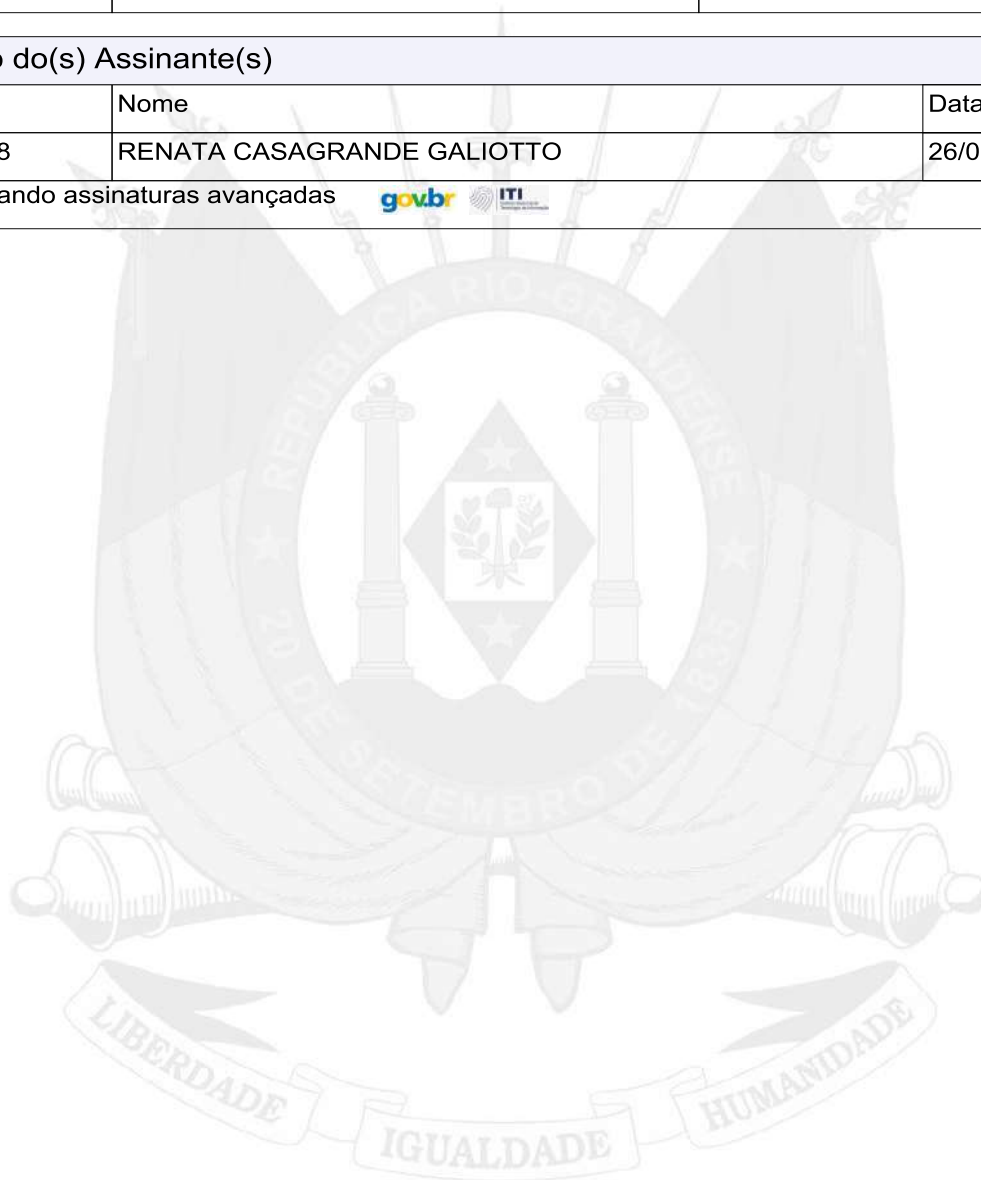 o do(s) Assinante(s)
Nome Data
8 RENATA CASAGRANDE GALIOTTO 26/0
ando assinaturas avançadas gov.br ITI
REPÚBLICA RIO-GRANDENSE
20 DE SETEMBRO DE 1835
LIBERDADE IGUALDADE HUMANIDADE